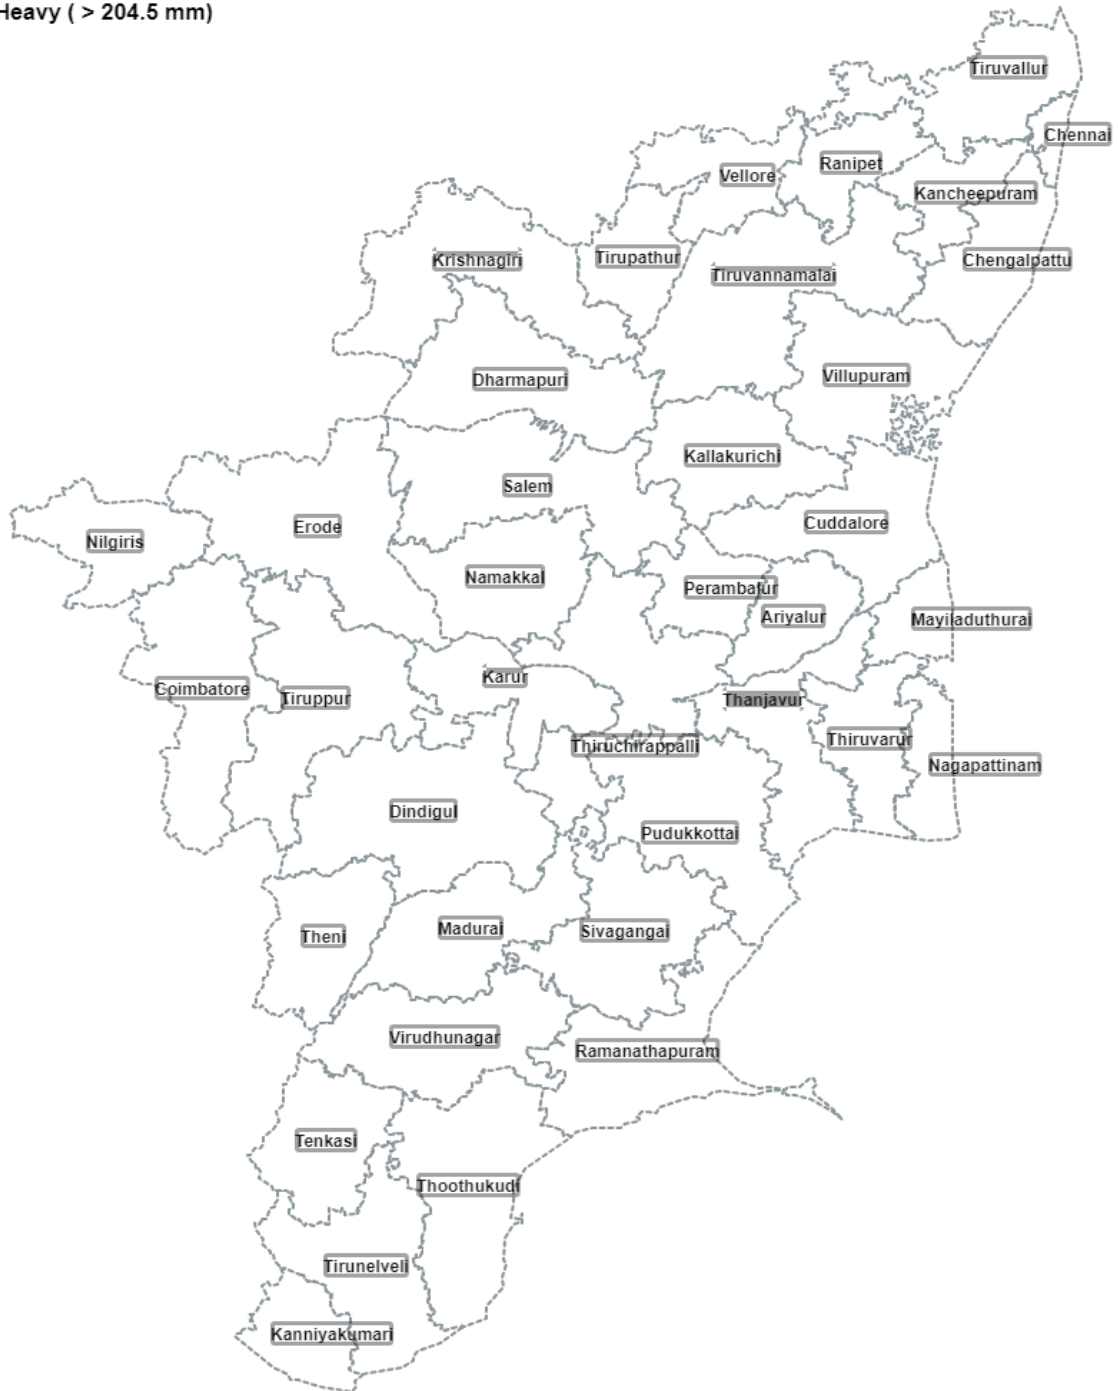 Heavy ( > 204.5 mm)
Tiruvallur
Chennai
Ranipet
Vellore
Kancheepuram
Krishnagiri
Tirupathur
Chengalpattu
Tiruvannamalai
Dharmapuri
Villupuram
Kallakurichi
Salem
Cuddalore
Erode
Nilgiris
Namakkal
Perambalur
Ariyalur
Mayiladuthurai
Karur
Coimbatore
Tiruppur
Thanjavur
Thiruchirappalli
Thiruvarur
Nagapattinam
Dindigul
Pudukkottai
Theni
Madurai
Sivagangai
Virudhunagar
Ramanathapuram
Tenkasi
Thoothukudi
Tirunelveli
Kanniyakumari